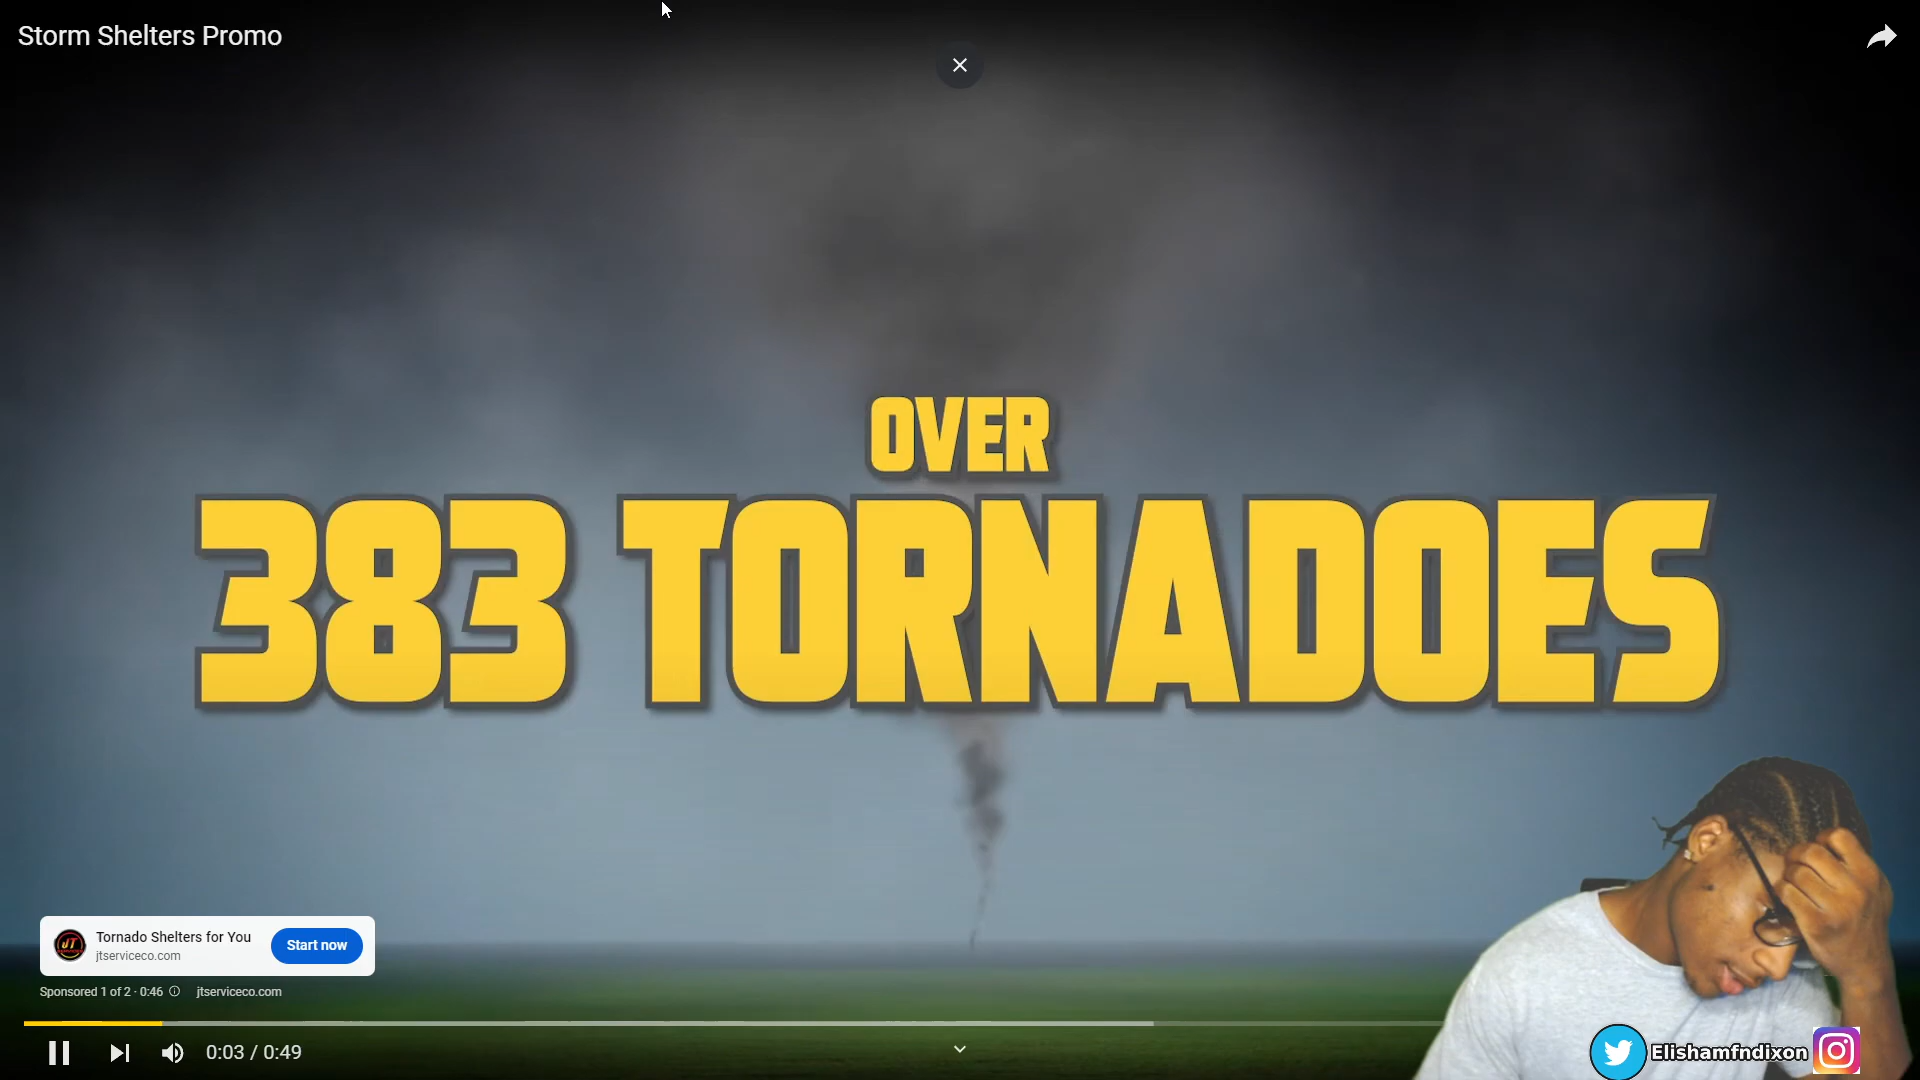 Storm Shelters Promo
OVER
383 TORNADOES
JT
Tornado Shelters for You
jtserviceco.com
Start now
Sponsored 1 of 2 · 0:46
jtserviceco.com
0:03 / 0:49
Elishamfndixon